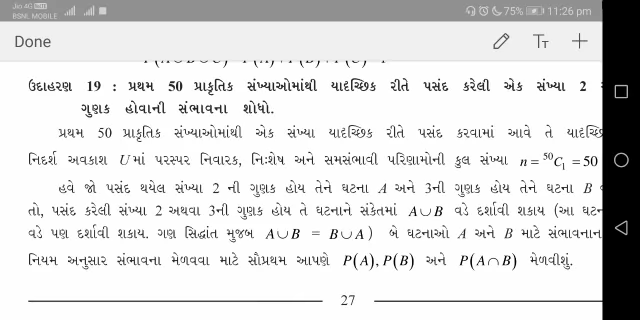 Jio 4G VoLTE
BSNL MOBILE
75%
11:26 pm
Done
TT
ઉદાહરણ 19 : પ્રથમ 50 પ્રાકૃતિક સંખ્યાઓમાંથી યાદચ્છિક રીતે પસંદ કરેલી એક સંખ્યા 2
ગુણક હોવાની સંભાવના શોધો.
પ્રથમ 50 પ્રાકૃતિક સંખ્યાઓમાંથી એક સંખ્યા યાદચ્છિક રીતે પસંદ કરવામાં આવે તે
નિદર્શ અવકાશ U માં પરસ્પર નિવારક, નિઃશેષ અને સમસંભવી પરિણામોની કુલ સંખ્યા n = ⁵⁰C₁ = 50
હવે જો પસંદ થયેલ સંખ્યા 2 ની ગુણક હોય તેને ઘટના A અને 3ની ગુણક હોય તેને ઘટના B
તો, પસંદ કરેલી સંખ્યા 2 અથવા 3ની ગુણક હોય તે ઘટનાને સંકેતમાં A∪B વડે દર્શાવી શકાય (આ
વડે પણ દર્શાવી શકાય. ગણ સિદ્ધાંત મુજબ A∪B = B∪A) બે ઘટનાઓ A અને B માટે
નિયમ અનુસાર સંભાવના મેળવવા માટે સૌપ્રથમ આપણે P(A), P(B) અને P(A∩B) મેળવીશું.
27